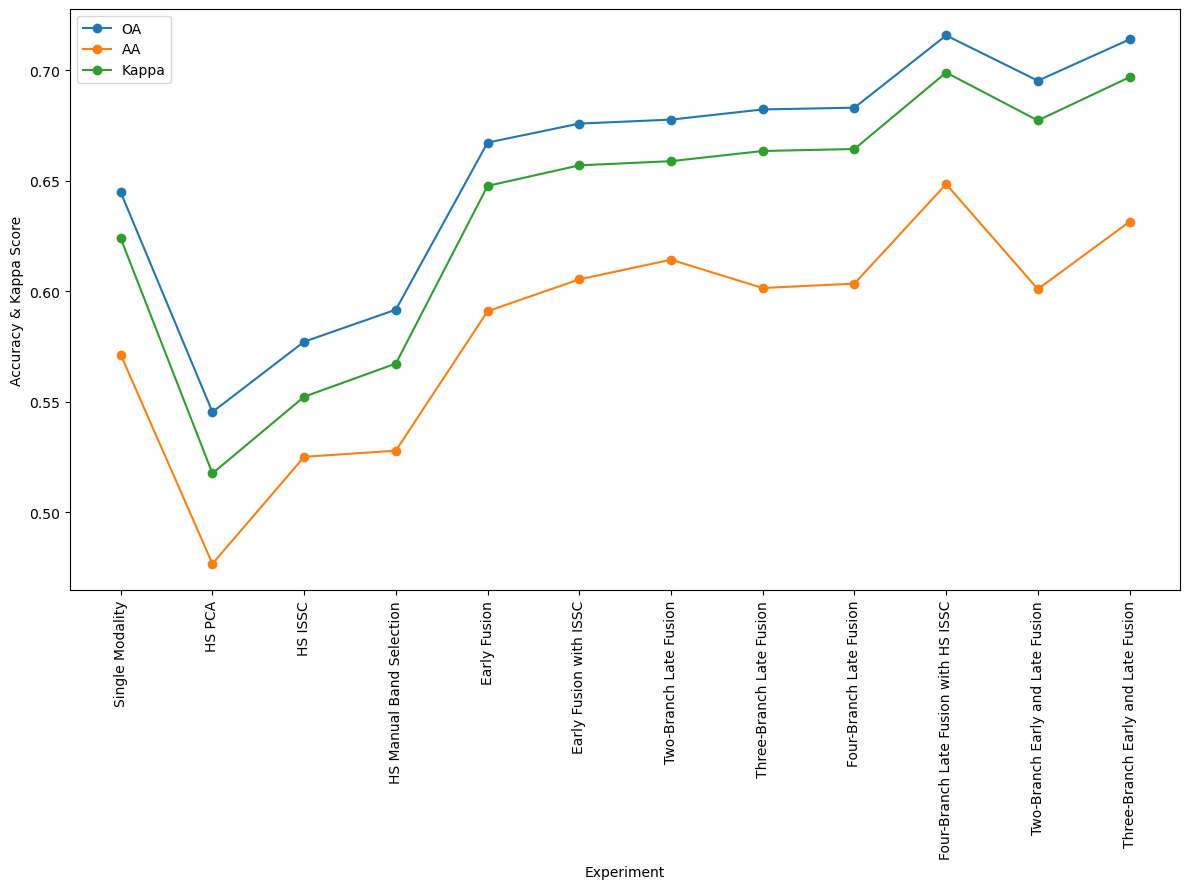 OA
AA
Kappa
0.70
0.65
0.60
0.55
0.50
Accuracy & Kappa Score
Single Modality
HS PCA
HS ISSC
HS Manual Band Selection
Early Fusion
Early Fusion with ISSC
Two-Branch Late Fusion
Three-Branch Late Fusion
Four-Branch Late Fusion
Four-Branch Late Fusion with HS ISSC
Two-Branch Early and Late Fusion
Three-Branch Early and Late Fusion
Experiment